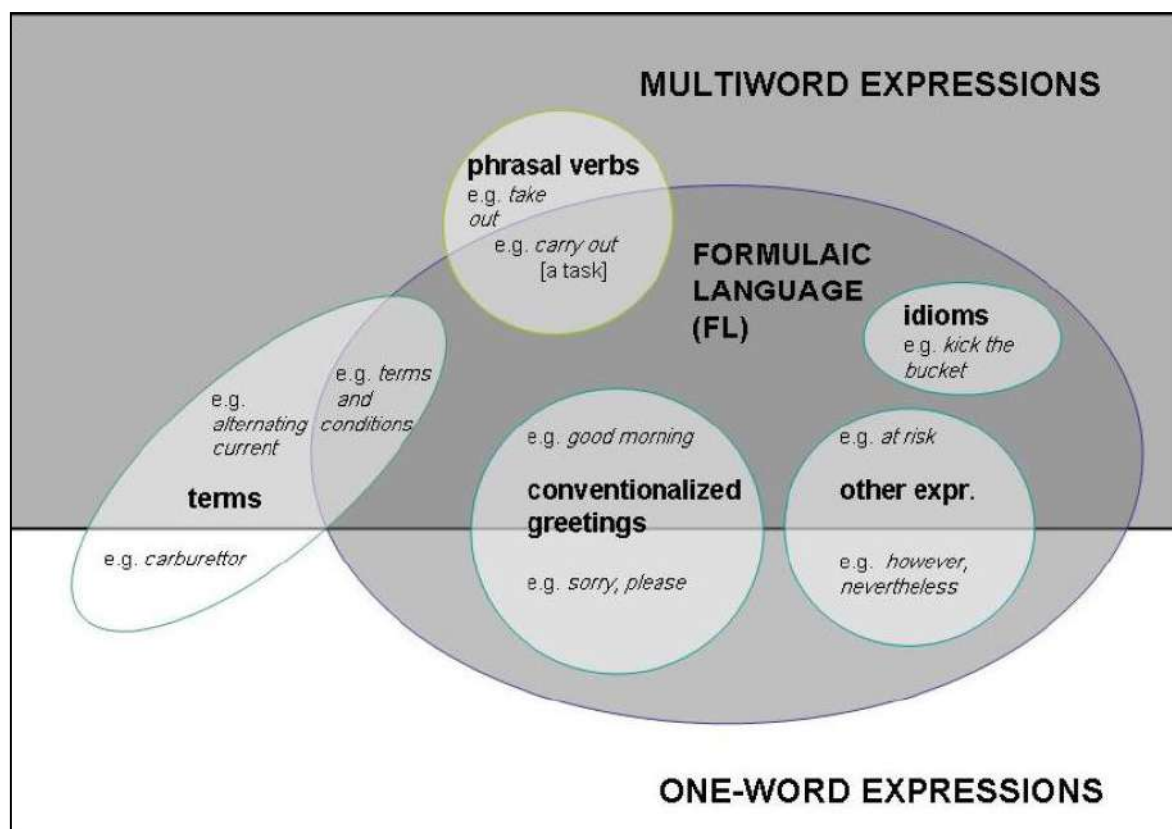 MULTIWORD EXPRESSIONS
phrasal verbs
e.g. take
out
e.g. carry out
[a task]
FORMULAIC
LANGUAGE
(FL)
idioms
e.g. kick the
bucket
e.g. terms
and
conditions
e.g.
alternating
current
terms
e.g. carburettor
e.g. good morning
conventionalized
greetings
e.g. sorry, please
e.g. at risk
other expr.
e.g. however,
nevertheless
ONE-WORD EXPRESSIONS